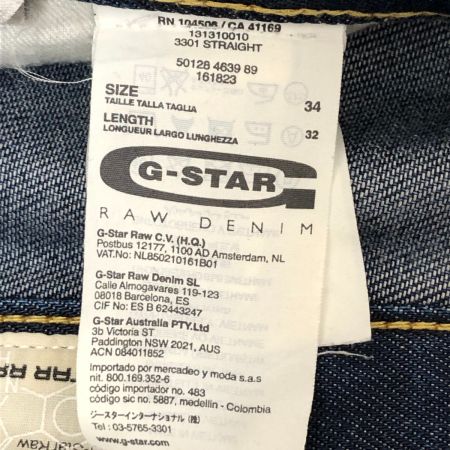 RN 104506 / CA 41169
131310010
3301 STRAIGHT
50128 4639 89
161823
SIZE
TAILLE TALLA TAGLIA
34
LENGTH
LONGUEUR LARGO LUNGHEZZA
32
G-STAR
RAW DENIM
G-Star Raw C.V. (H.Q.)
Postbus 12177, 1100 AD Amsterdam, NL
VAT.No: NL850210161B01
G-Star Raw Denim SL
Calle Almogavares 119-123
08018 Barcelona, ES
CIF No: ES B 62443247
G-Star Australia PTY.Ltd
3b Victoria ST
Paddington NSW 2021, AUS
ACN 084011852
Importado por mercadeo y moda s.a.s
nit. 800.169.352-6
código importador no. 483
código sic no. 5887, medellin - Colombia
ジースターインターナショナル (株)
Tel : 03-5765-3301
www.g-star.com
STAR RA
StarRaw